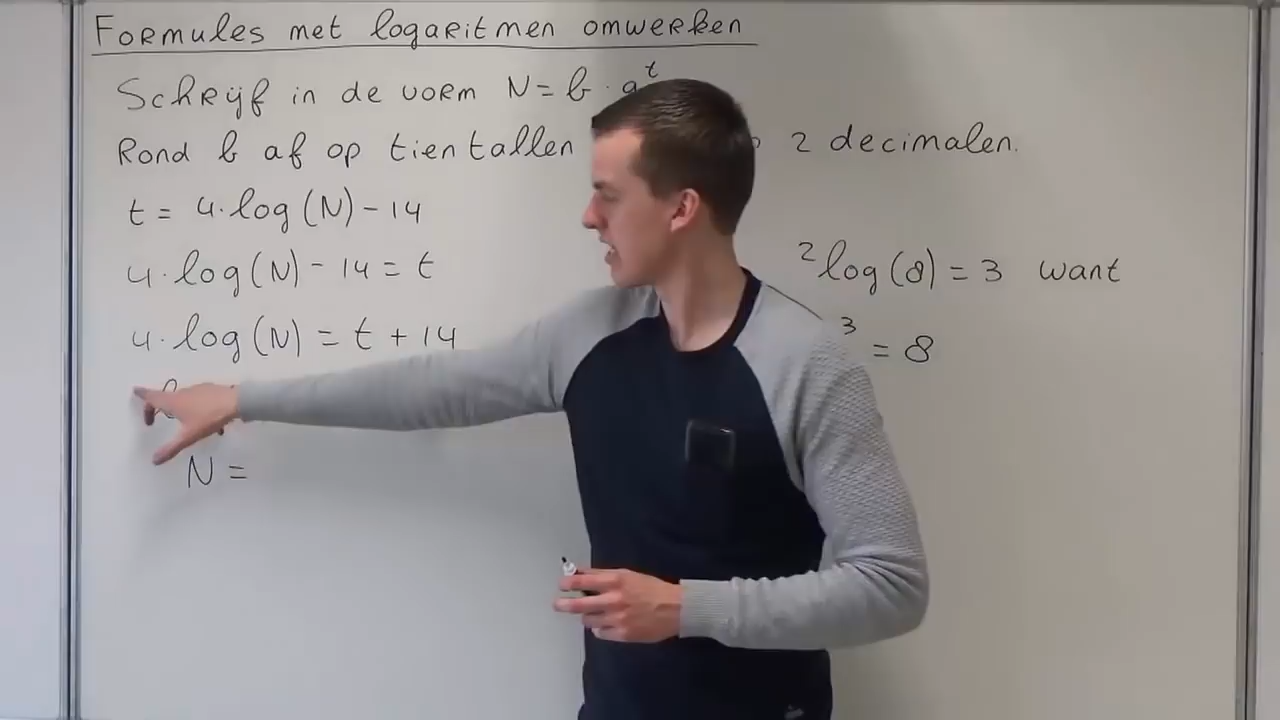 Formules met logaritmen omwerken
Schrijf in de vorm N = b · a^t
Rond b af op tientallen 2 decimalen.
t = 4·log(N) - 14
4·log(N) - 14 = t
4·log(N) = t + 14
N =
²log(8) = 3 want
³ = 8